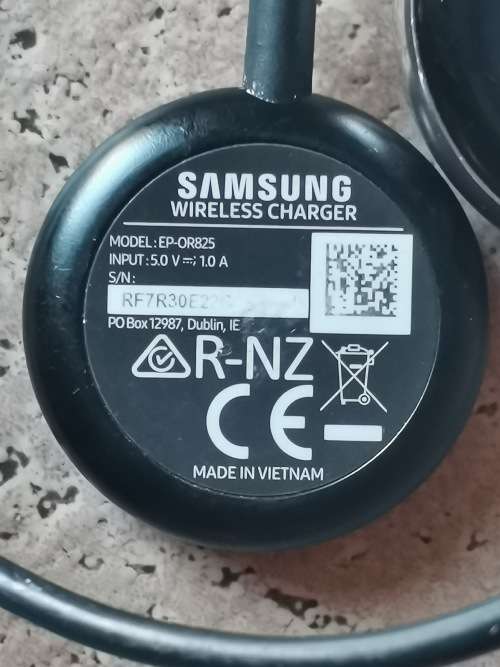 SAMSUNG
WIRELESS CHARGER
MODEL : EP-OR825
INPUT : 5.0 V ⎓; 1.0 A
S/N :
PO Box 12987, Dublin, IE
R-NZ
CE
MADE IN VIETNAM